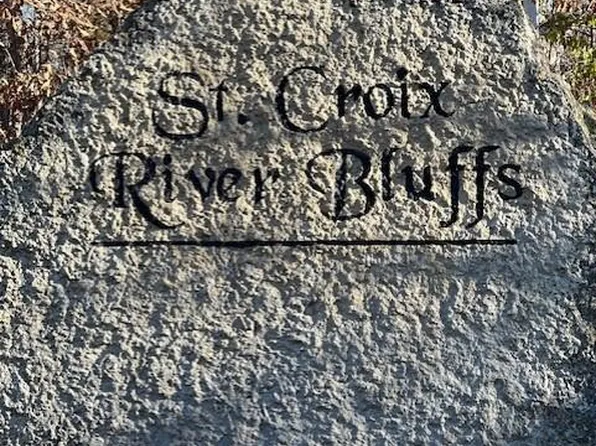 St. Croix
River Bluffs